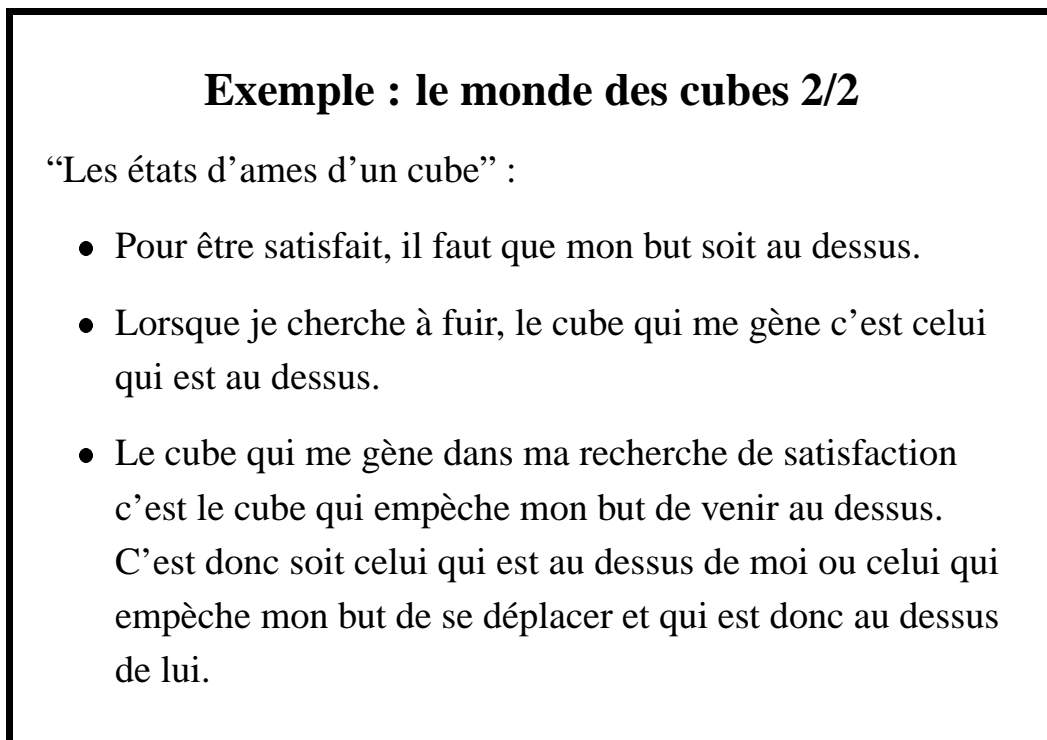 Exemple : le monde des cubes 2/2
“Les états d’ames d’un cube” :
• Pour être satisfait, il faut que mon but soit au dessus.
• Lorsque je cherche à fuir, le cube qui me gène c’est celui
qui est au dessus.
• Le cube qui me gène dans ma recherche de satisfaction
c’est le cube qui empèche mon but de venir au dessus.
C’est donc soit celui qui est au dessus de moi ou celui qui
empèche mon but de se déplacer et qui est donc au dessus
de lui.